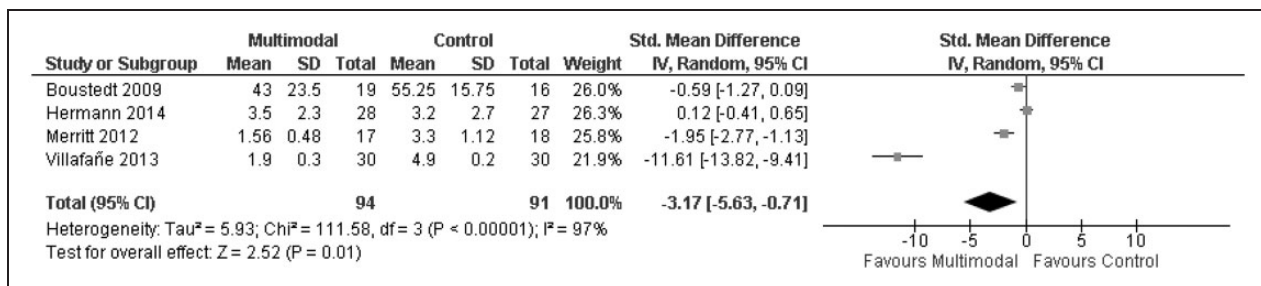 Multimodal Control Std. Mean Difference Std. Mean Difference
Study or Subgroup Mean SD Total Mean SD Total Weight IV, Random, 95% CI IV, Random, 95% CI
Boustedt 2009 43 23.5 19 55.25 15.75 16 26.0% -0.59 [-1.27, 0.09]
Hermann 2014 3.5 2.3 28 3.2 2.7 27 26.3% 0.12 [-0.41, 0.65]
Merritt 2012 1.56 0.48 17 3.3 1.12 18 25.8% -1.95 [-2.77, -1.13]
Villafañe 2013 1.9 0.3 30 4.9 0.2 30 21.9% -11.61 [-13.82, -9.41]
Total (95% CI) 94 91 100.0% -3.17 [-5.63, -0.71]
Heterogeneity: Tau² = 5.93; Chi² = 111.58, df = 3 (P < 0.00001); I² = 97%
Test for overall effect: Z = 2.52 (P = 0.01)
-10 -5 0 5 10
Favours Multimodal Favours Control